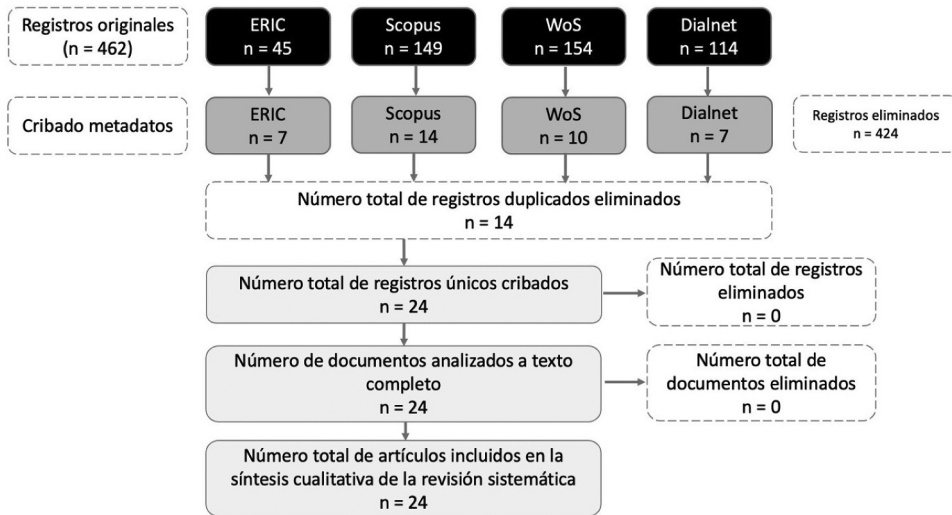 Registros originales
(n = 462)
ERIC
n = 45
Scopus
n = 149
WoS
n = 154
Dialnet
n = 114
Cribado metadatos
ERIC
n = 7
Scopus
n = 14
WoS
n = 10
Dialnet
n = 7
Registros eliminados
n = 424
Número total de registros duplicados eliminados
n = 14
Número total de registros únicos cribados
n = 24
Número total de registros
eliminados
n = 0
Número de documentos analizados a texto
completo
n = 24
Número total de
documentos eliminados
n = 0
Número total de artículos incluidos en la
síntesis cualitativa de la revisión sistemática
n = 24